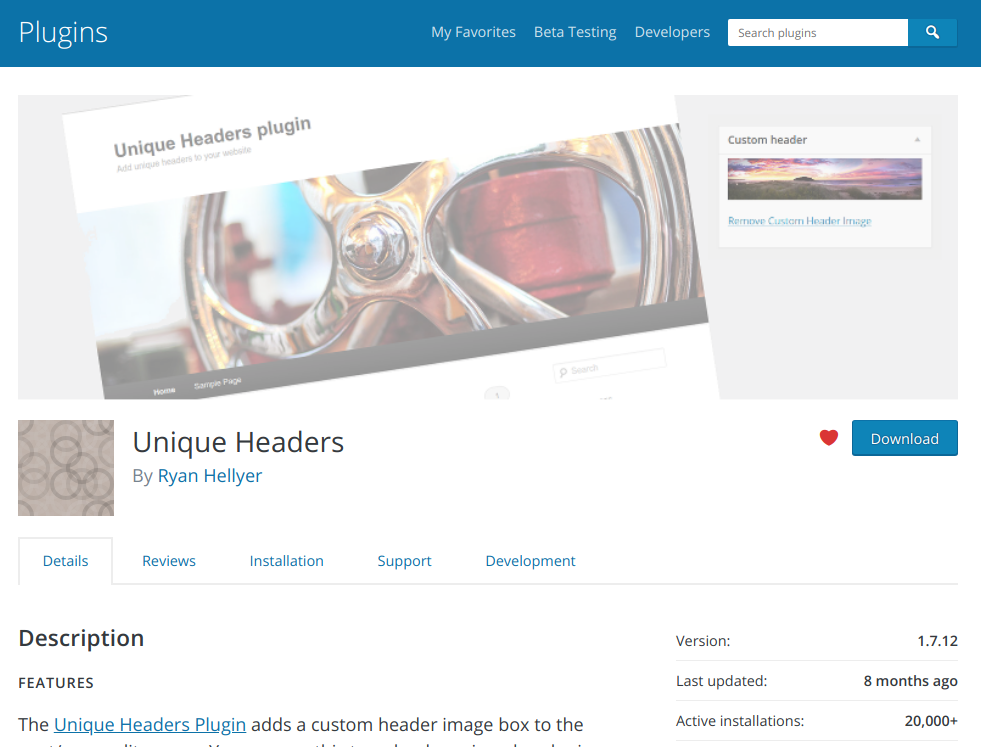 Plugins
My Favorites
Beta Testing
Developers
Search plugins
Unique Headers plugin
Add unique headers to your website
Custom header
Remove Custom Header Image
Home
Sample Page
Search
1
Unique Headers
By Ryan Hellyer
Download
Details
Reviews
Installation
Support
Development
Description
FEATURES
The Unique Headers Plugin adds a custom header image box to the
Version:
1.7.12
Last updated:
8 months ago
Active installations:
20,000+